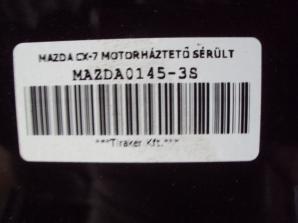 MAZDA CX-7 MOTORHÁZTETŐ SÉRÜLT
MAZDA0145-3S
***Tiraker Kft.***